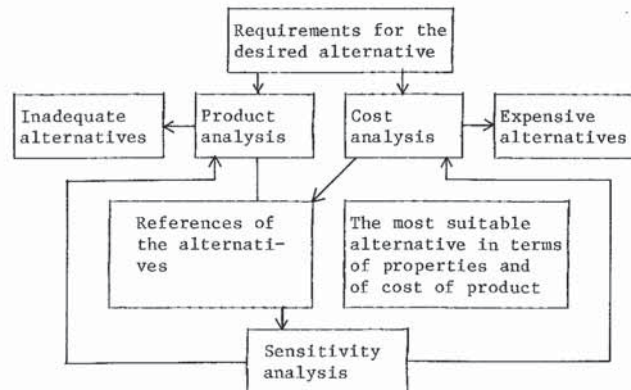 Requirements for the
desired alternative
Inadequate
alternatives
Product
analysis
Cost
analysis
Expensive
alternatives
References of
the alternati-
ves
The most suitable
alternative in terms
of properties and
of cost of product
Sensitivity
analysis